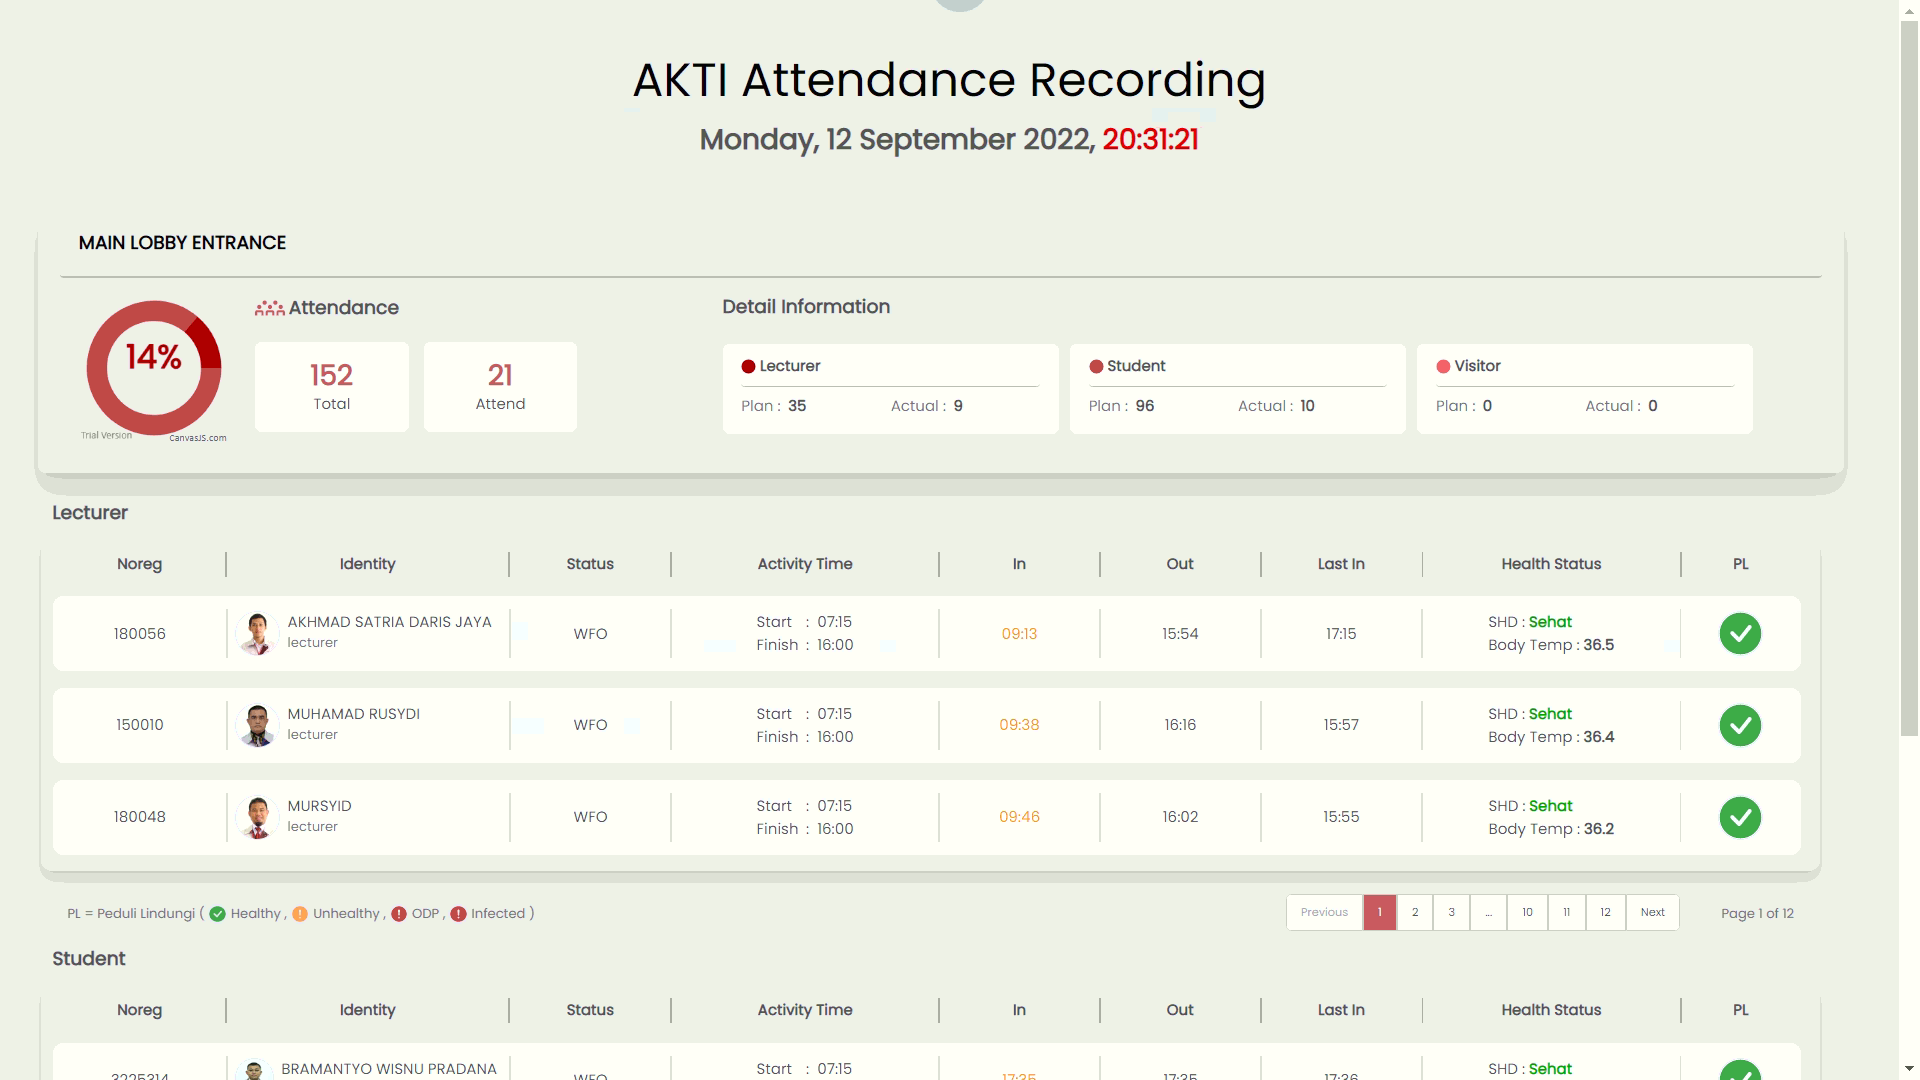 AKTI Attendance Recording
Monday, 12 September 2022, 20:31:21
MAIN LOBBY ENTRANCE
14%
Trial Version
CanvasJS.com
Attendance
152
Total
21
Attend
Detail Information
Lecturer
Plan : 35 Actual : 9
Student
Plan : 96 Actual : 10
Visitor
Plan : 0 Actual : 0
Lecturer
Noreg Identity Status Activity Time In Out Last In Health Status PL
180056
AKHMAD SATRIA DARIS JAYA
lecturer
WFO
Start : 07:15
Finish : 16:00
09:13
15:54
17:15
SHD : Sehat
Body Temp : 36.5
150010
MUHAMAD RUSYDI
lecturer
WFO
Start : 07:15
Finish : 16:00
09:38
16:16
15:57
SHD : Sehat
Body Temp : 36.4
180048
MURSYID
lecturer
WFO
Start : 07:15
Finish : 16:00
09:46
16:02
15:55
SHD : Sehat
Body Temp : 36.2
PL = Peduli Lindungi ( Healthy , Unhealthy , ODP , Infected )
Previous 1 2 3 ... 10 11 12 Next
Page 1 of 12
Student
Noreg Identity Status Activity Time In Out Last In Health Status PL
3225314
BRAMANTYO WISNU PRADANA
WFO
Start : 07:15
17:35
17:35
17:36
SHD : Sehat